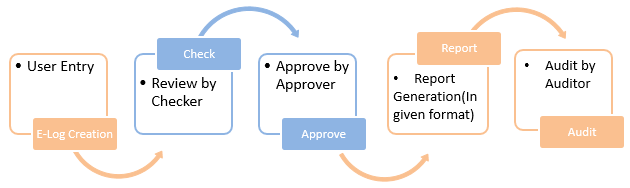 • User Entry
E-Log Creation
Check
• Review by
Checker
• Approve by
Approver
Approve
Report
• Report
Generation(In
given format)
• Audit by
Auditor
Audit